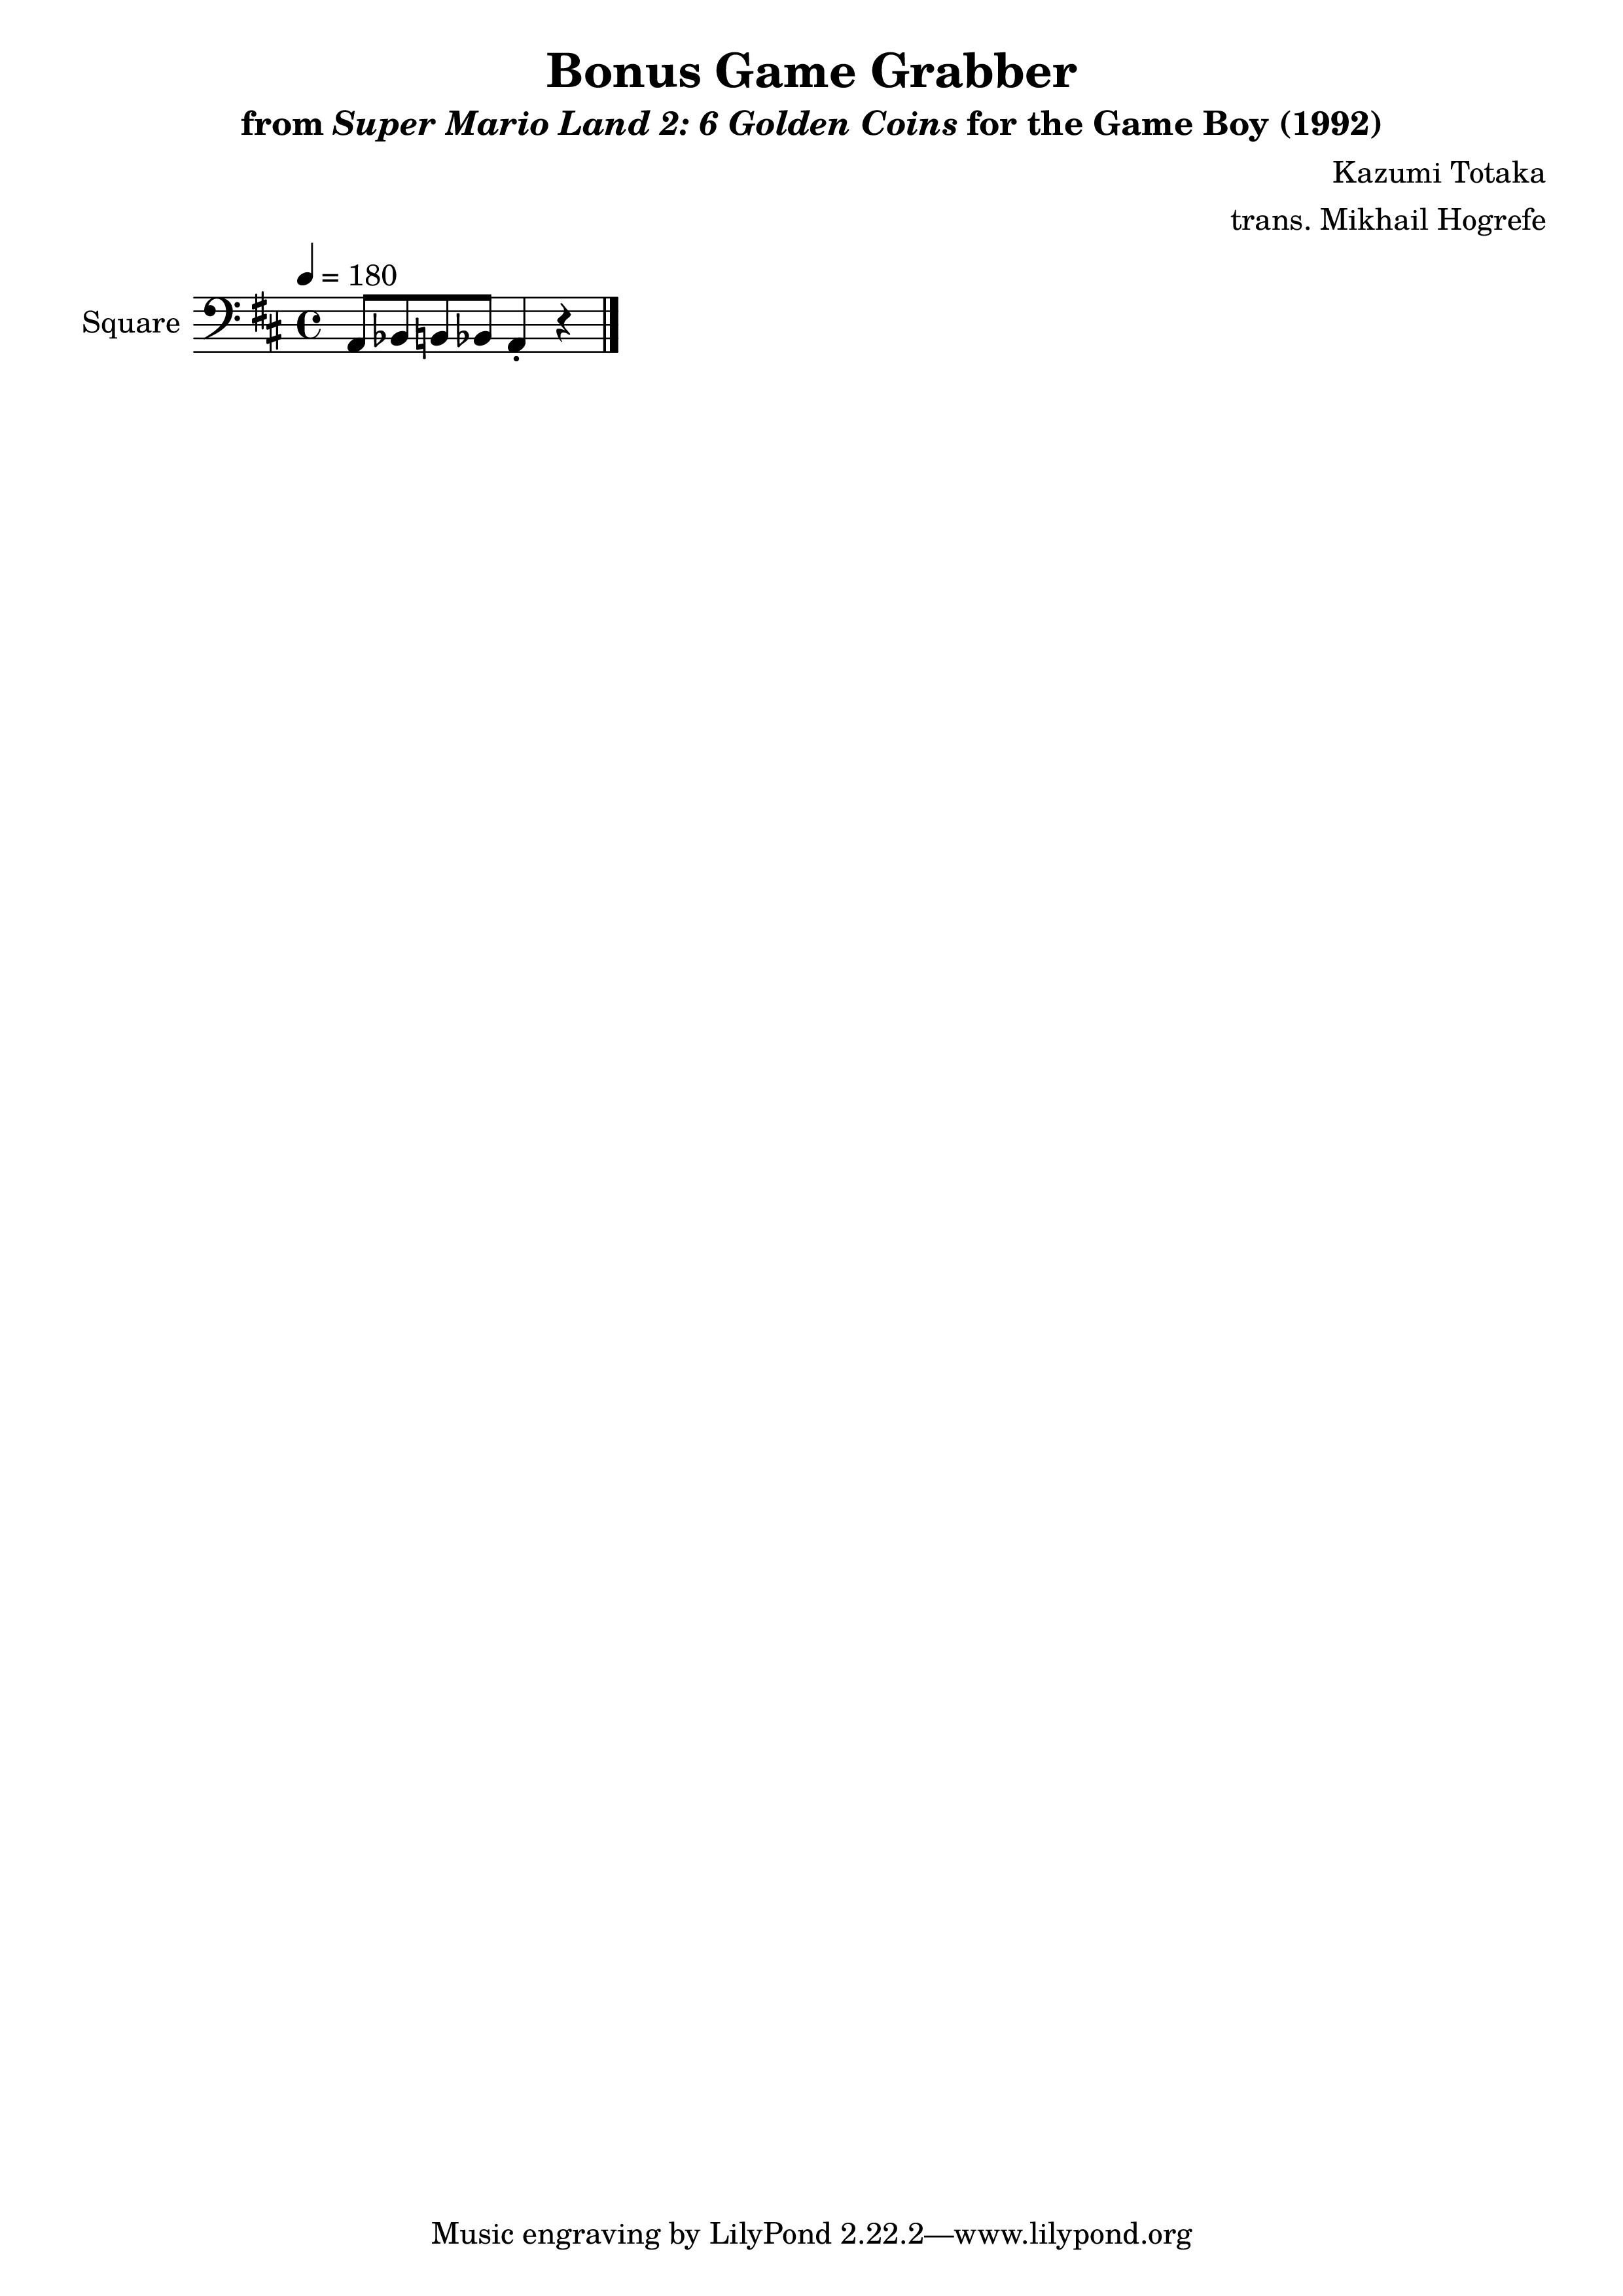 Bonus Game Grabber
from Super Mario Land 2: 6 Golden Coins for the Game Boy (1992)
Kazumi Totaka
trans. Mikhail Hogrefe
= 180
Square
Music engraving by LilyPond 2.22.2—www.lilypond.org